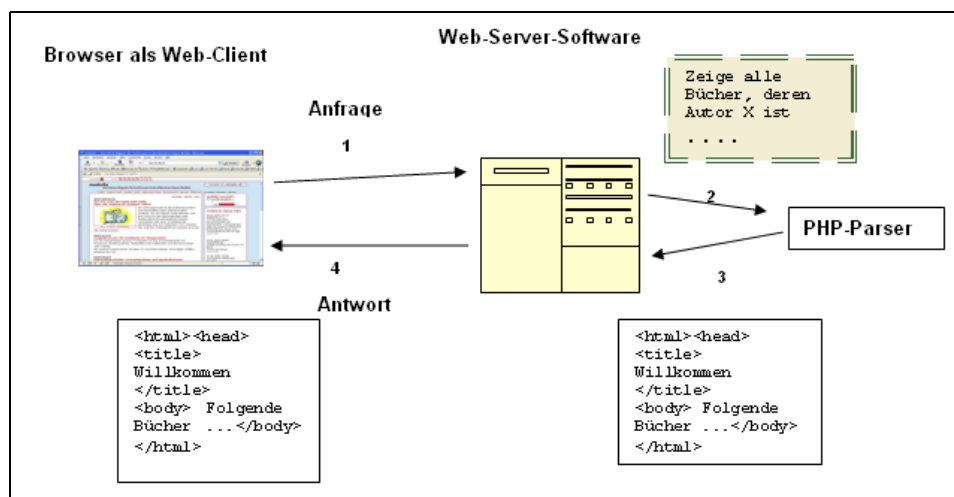 Browser als Web-Client
Web-Server-Software
Zeige alle
Bücher, deren
Autor X ist
....
Anfrage
1
2
PHP-Parser
3
4
Antwort
<html><head>
<title>
Willkommen
</title>
<body> Folgende
Bücher ...</body>
</html>
<html><head>
<title>
Willkommen
</title>
<body> Folgende
Bücher ...</body>
</html>